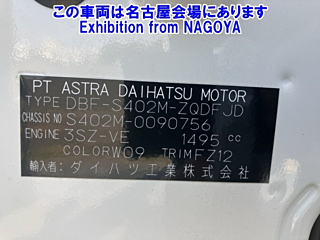 この車両は名古屋会場にあります
Exhibition from NAGOYA
PT ASTRA DAIHATSU MOTOR
TYPE DBF-S402M-ZQDFJD
CHASSIS NO S402M-0090756
ENGINE 3SZ-VE 1495 cc
COLOR W09 TRIM FZ12
輸入者：ダイハツ工業株式会社